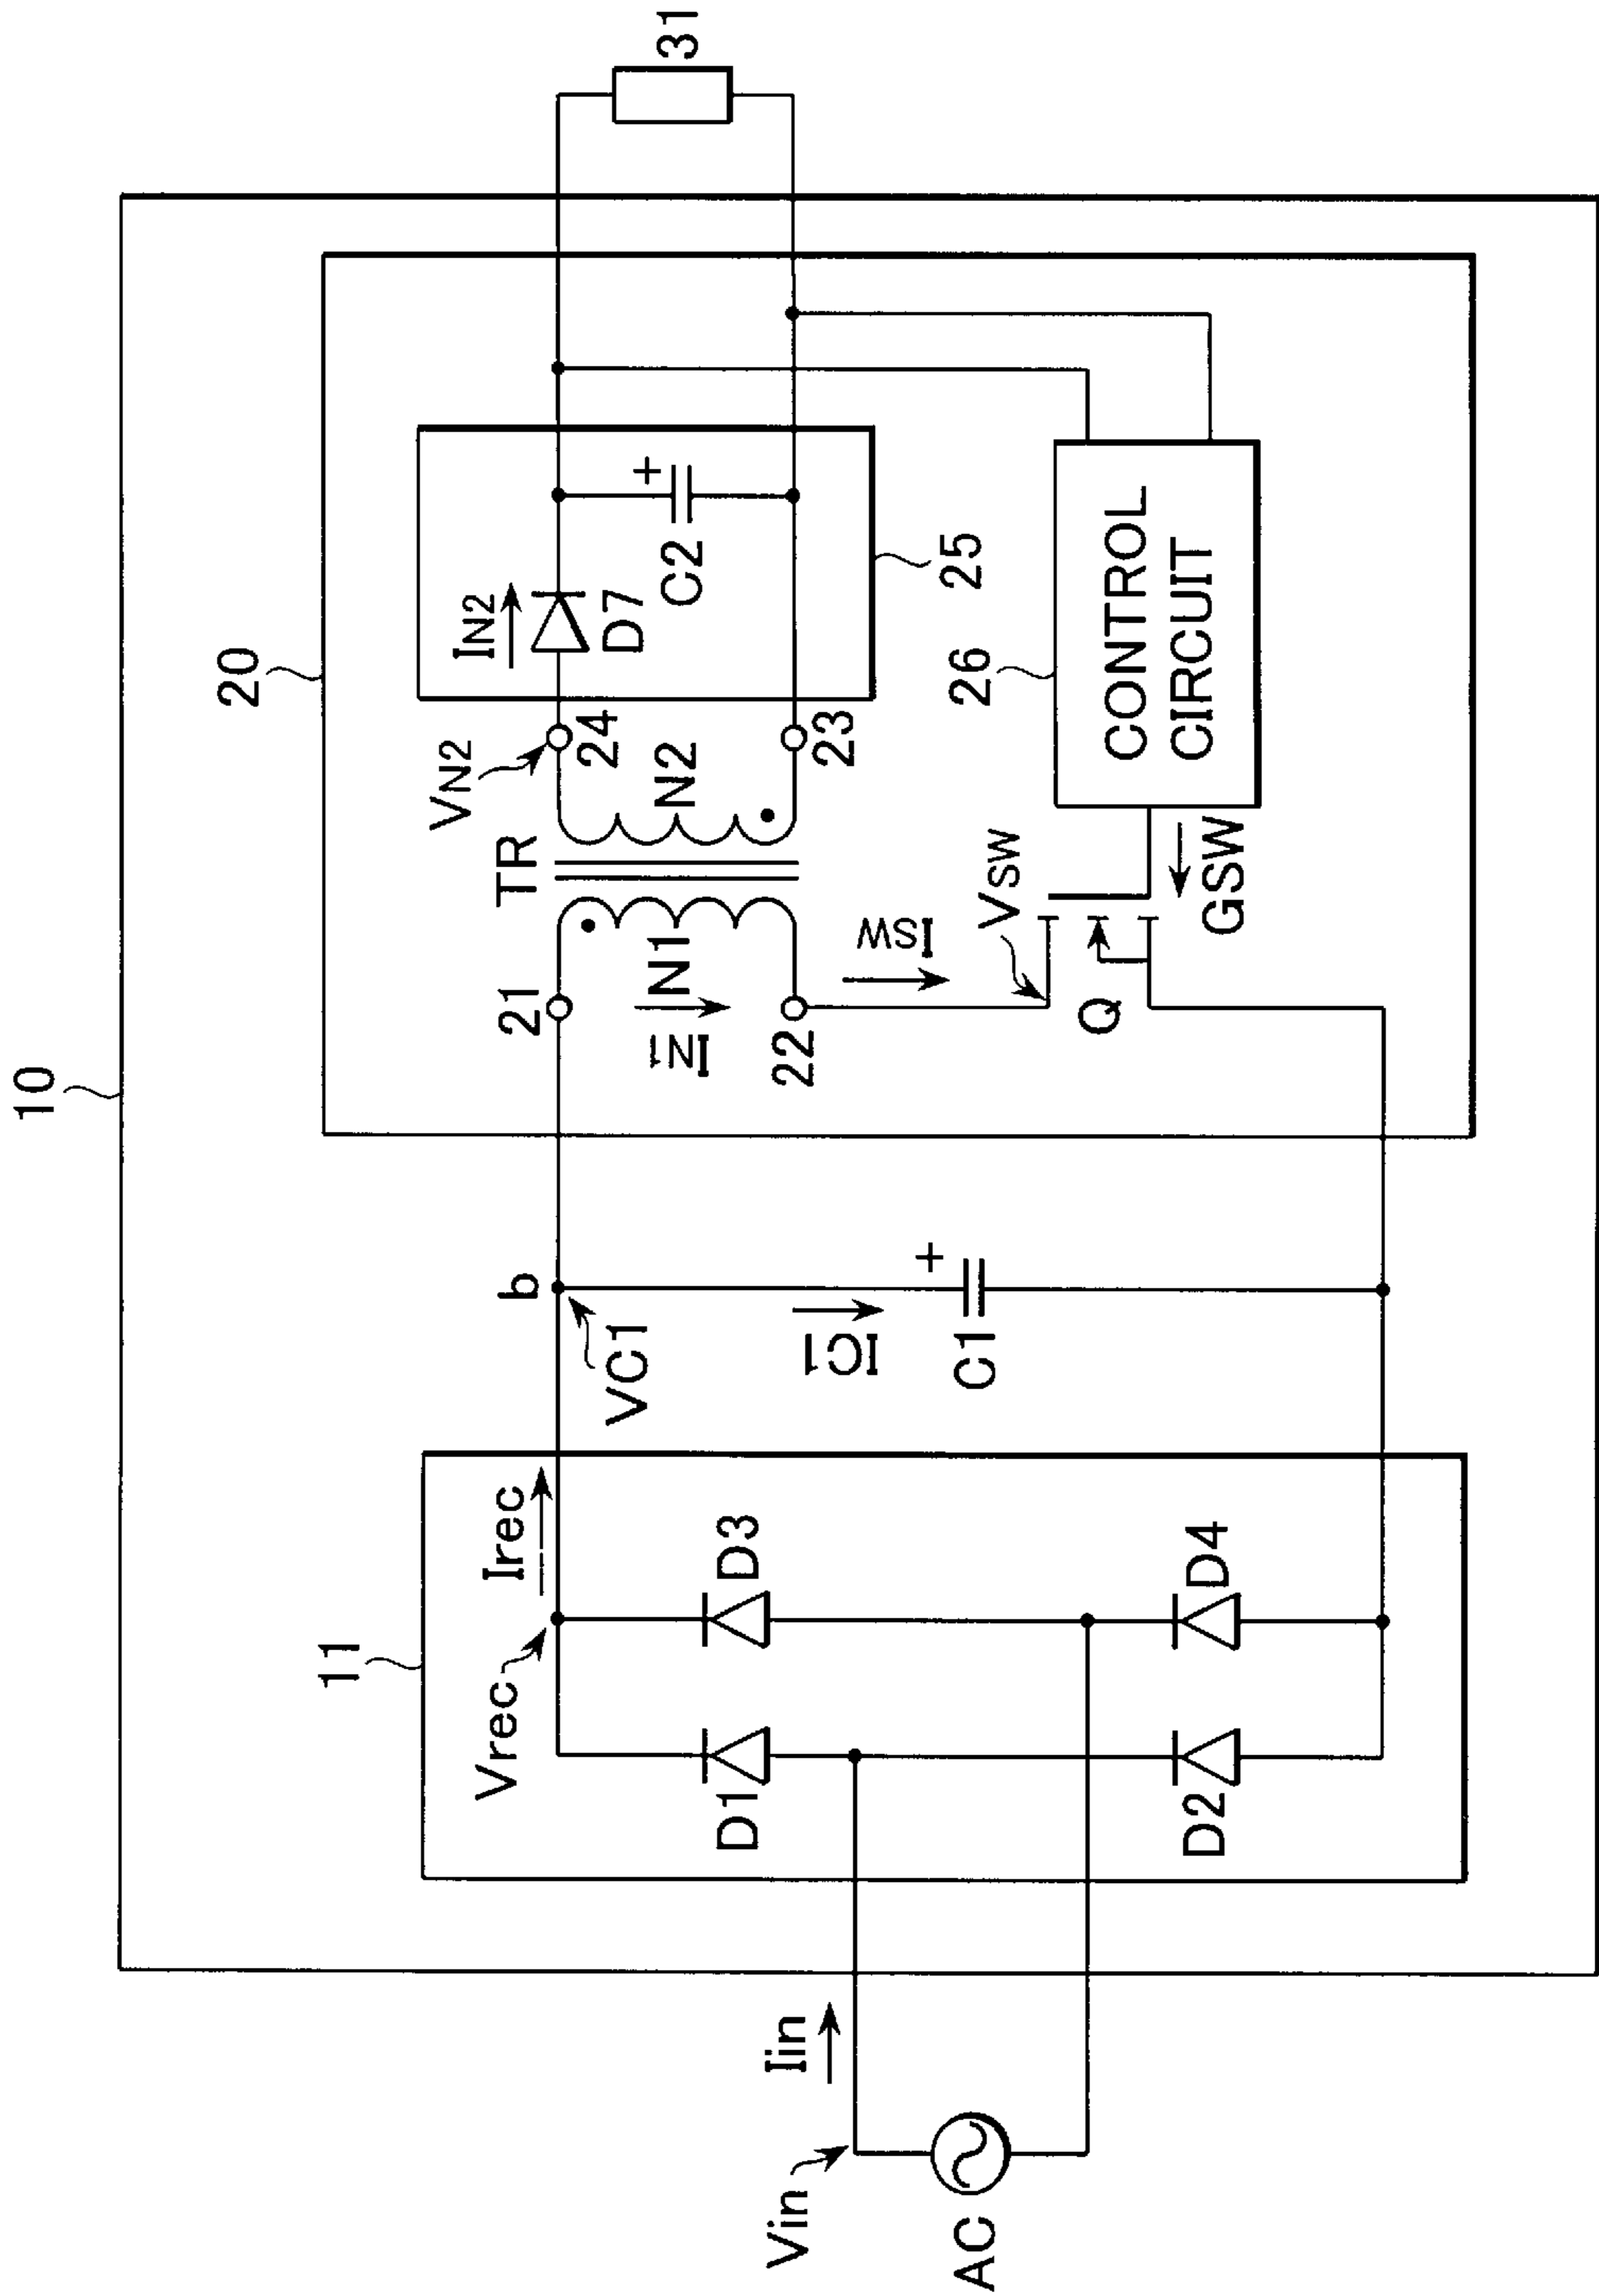 10
20
11
Vrec
Irec
b
VC1
21
TR
VN2
24
IN2
D7
N1
IN1
N2
C2
+
31
D1
D3
22
23
25
Vin
Iin
IC1
ISW
+
C1
VSW
26
CONTROL
CIRCUIT
AC
Q
D2
D4
GSW